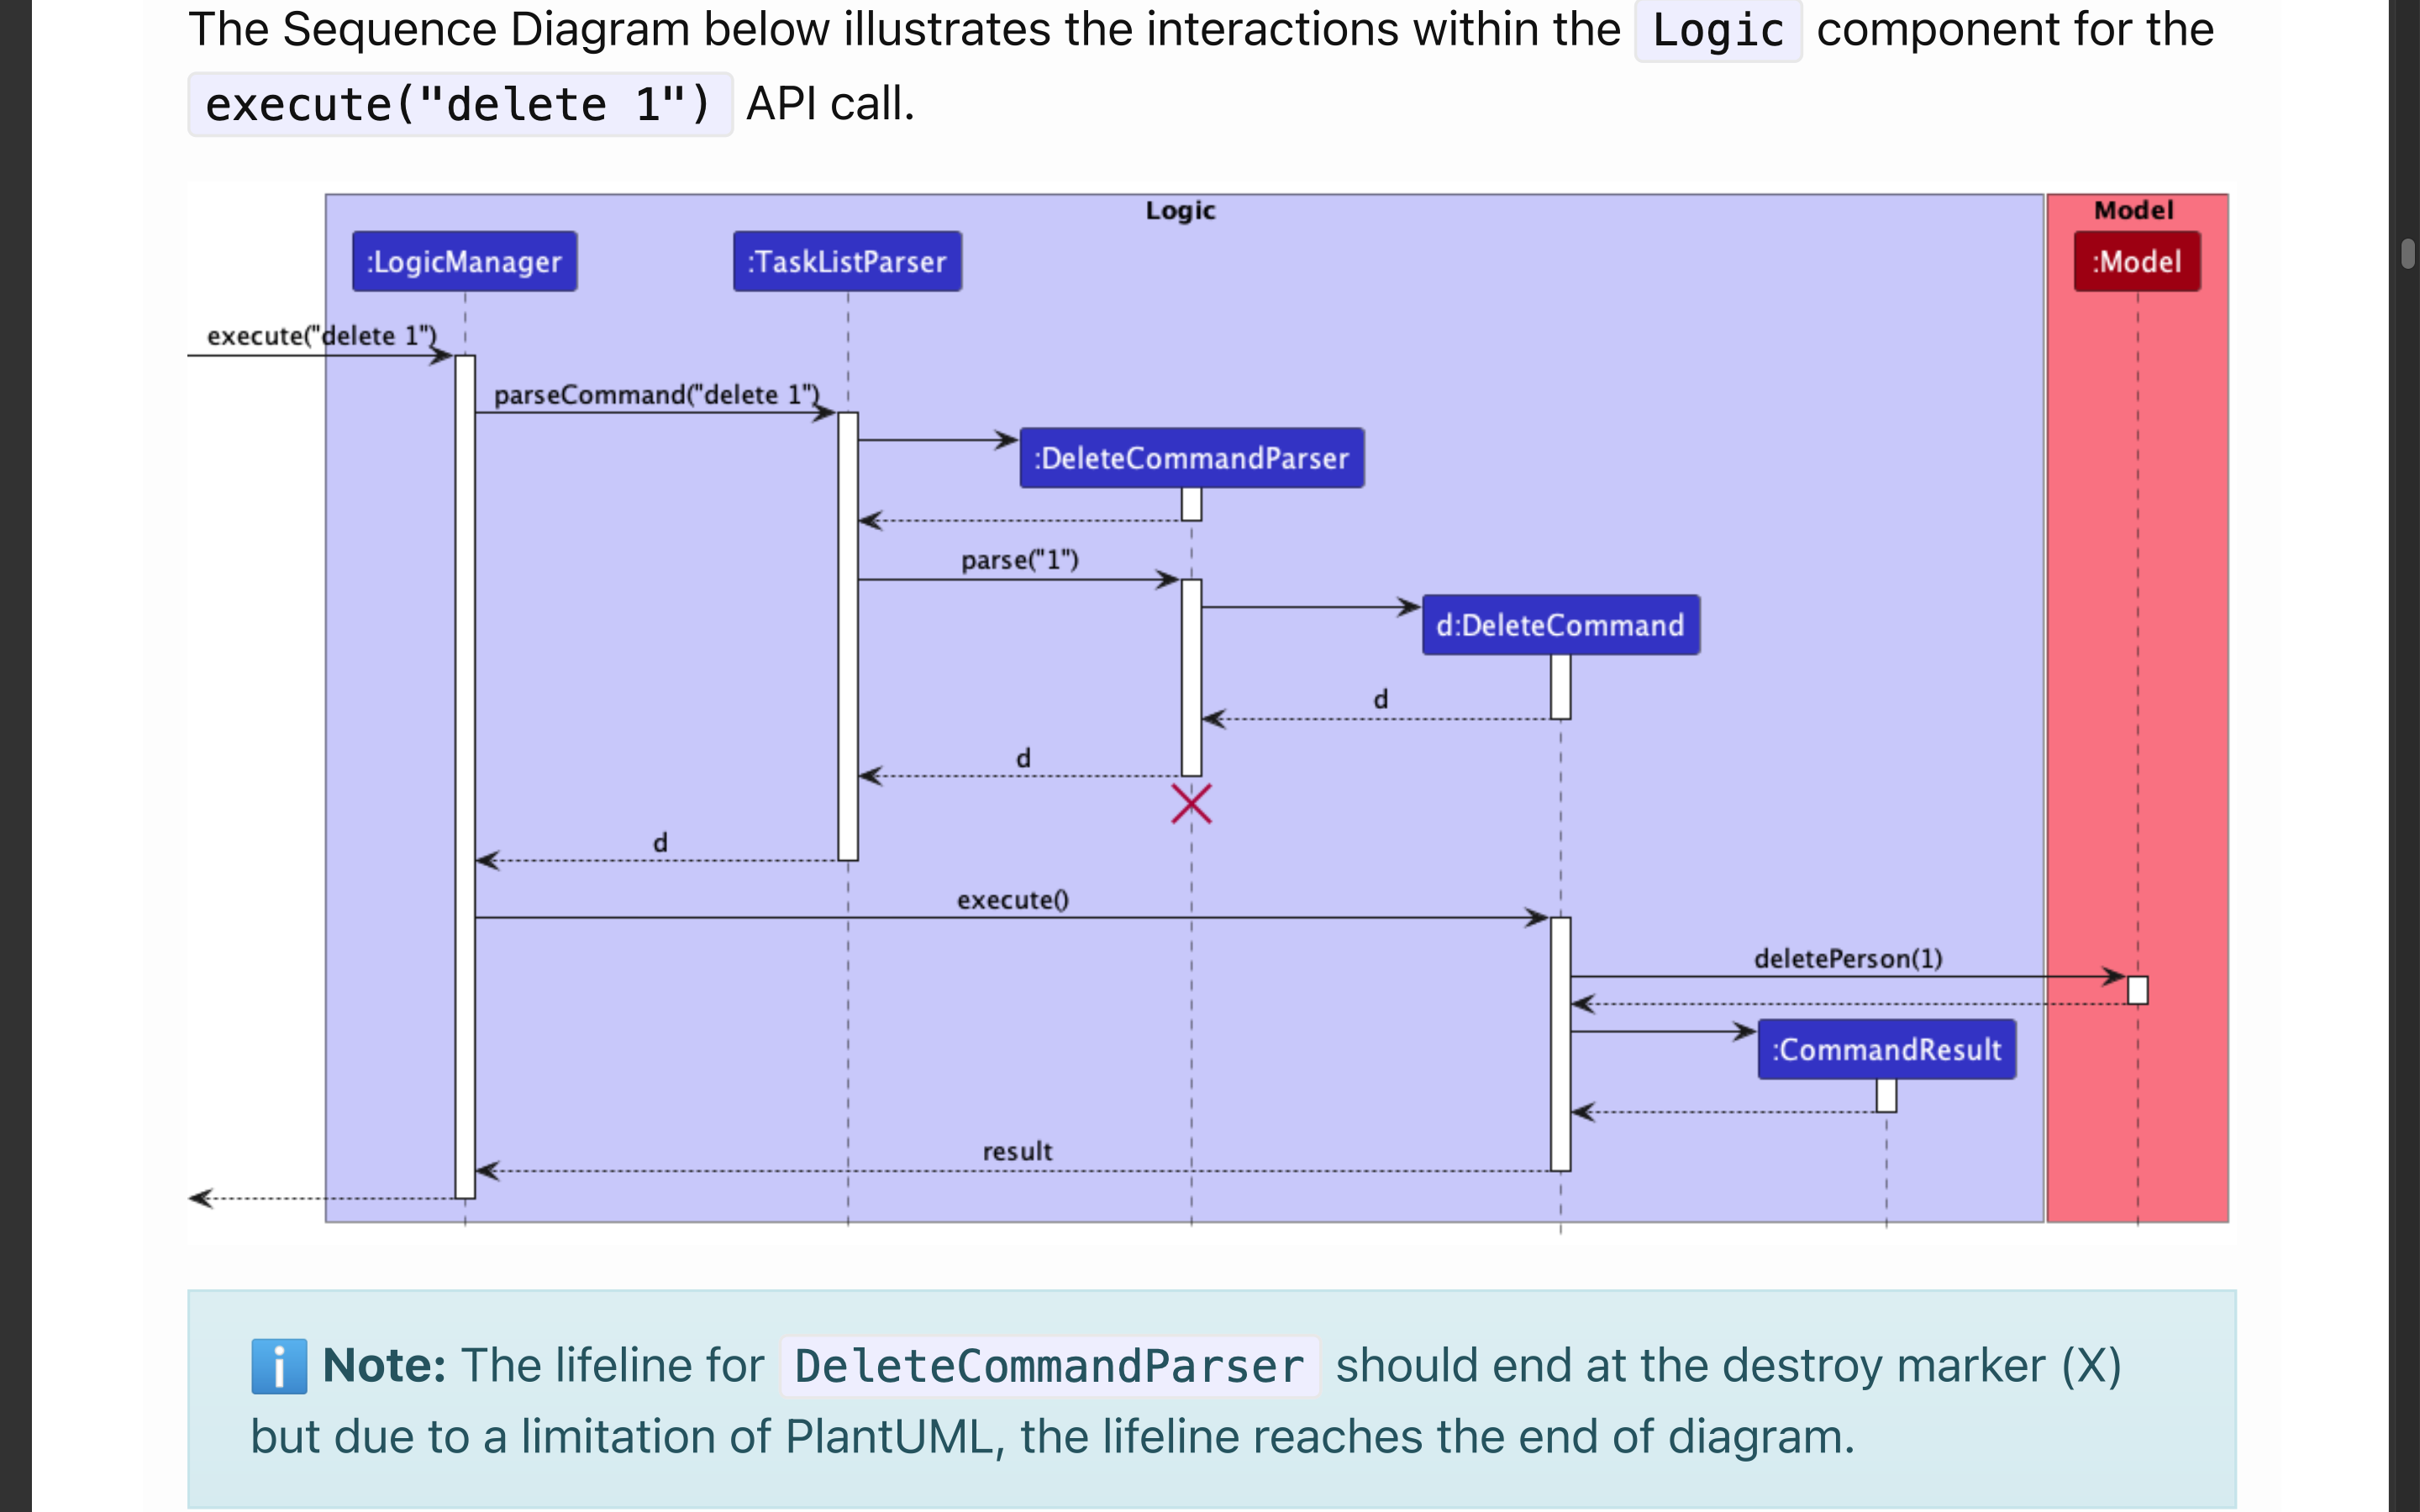 The Sequence Diagram below illustrates the interactions within the Logic component for the
execute("delete 1") API call.
Logic
Model
:LogicManager
:TaskListParser
:Model
execute("delete 1")
parseCommand("delete 1")
:DeleteCommandParser
parse("1")
d:DeleteCommand
d
d
d
execute()
deletePerson(1)
:CommandResult
result
Note: The lifeline for DeleteCommandParser should end at the destroy marker (X)
but due to a limitation of PlantUML, the lifeline reaches the end of diagram.